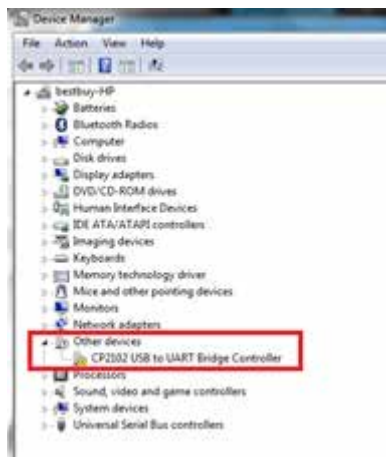 Device Manager
File Action View Help
bestbuy-HP
Batteries
Bluetooth Radios
Computer
Disk drives
Display adapters
DVD/CD-ROM drives
Human Interface Devices
IDE ATA/ATAPI controllers
Imaging devices
Keyboards
Memory technology driver
Mice and other pointing devices
Monitors
Network adapters
Other devices
CP2102 USB to UART Bridge Controller
Processors
Sound, video and game controllers
System devices
Universal Serial Bus controllers